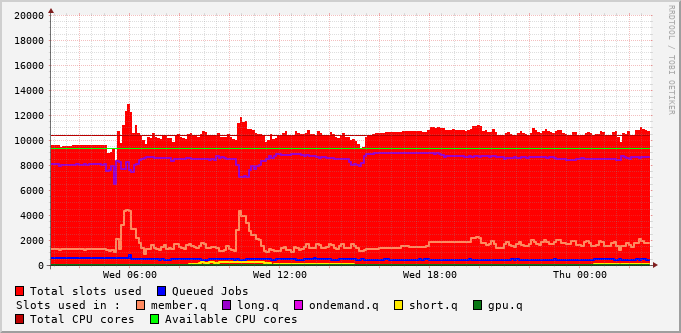 20000
18000
16000
14000
12000
10000
8000
6000
4000
2000
0
Wed 06:00 Wed 12:00 Wed 18:00 Thu 00:00
RRDTOOL / TOBI OETIKER
Total slots used Queued Jobs
Slots used in : member.q long.q ondemand.q short.q gpu.q
Total CPU cores Available CPU cores